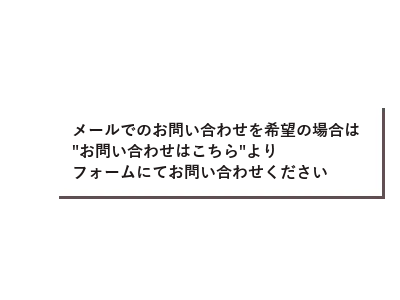 メールでのお問い合わせを希望の場合は
"お問い合わせはこちら"より
フォームにてお問い合わせください